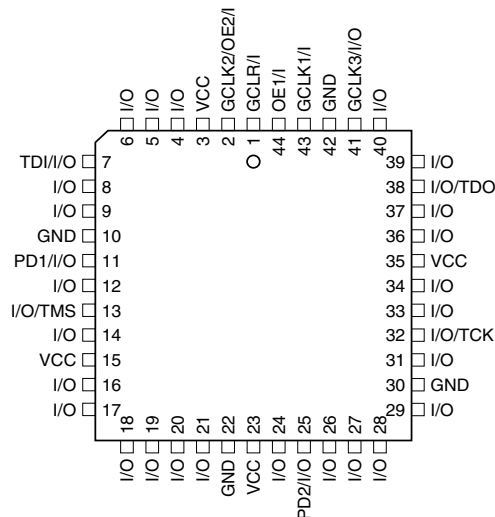 I/O
I/O
I/O
VCC
GCLK2/OE2/I
GCLR/I
OE1/I
GCLK1/I
GND
GCLK3/I/O
I/O
6
5
4
3
2
1
44
43
42
41
40
TDI/I/O 7
I/O 8
I/O 9
GND 10
PD1/I/O 11
I/O 12
I/O/TMS 13
I/O 14
VCC 15
I/O 16
I/O 17
39 I/O
38 I/O/TDO
37 I/O
36 I/O
35 VCC
34 I/O
33 I/O
32 I/O/TCK
31 I/O
30 GND
29 I/O
18
19
20
21
22
23
24
25
26
27
28
I/O
I/O
I/O
I/O
GND
VCC
I/O
PD2/I/O
I/O
I/O
I/O